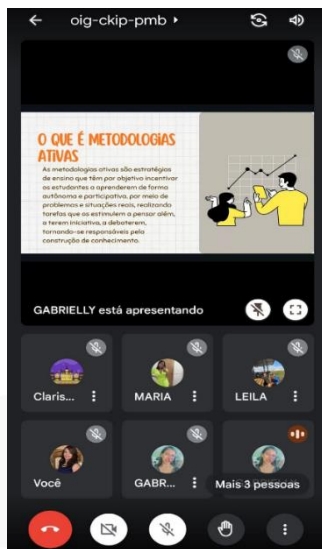 oig-ckip-pmb
O QUE É METODOLOGIAS
ATIVAS
As metodologias ativas são estratégias
de ensino que têm por objetivo incentivar
os estudantes a aprenderem de forma
autônoma e participativa, por meio de
problemas e situações reais, realizando
tarefas que os estimulem a pensar além,
a terem iniciativa, a debaterem,
tornando-se responsáveis pela
construção de conhecimento.
GABRIELLY está apresentando
Claris...
MARIA
LEILA
Você
GABR...
Mais 3 pessoas